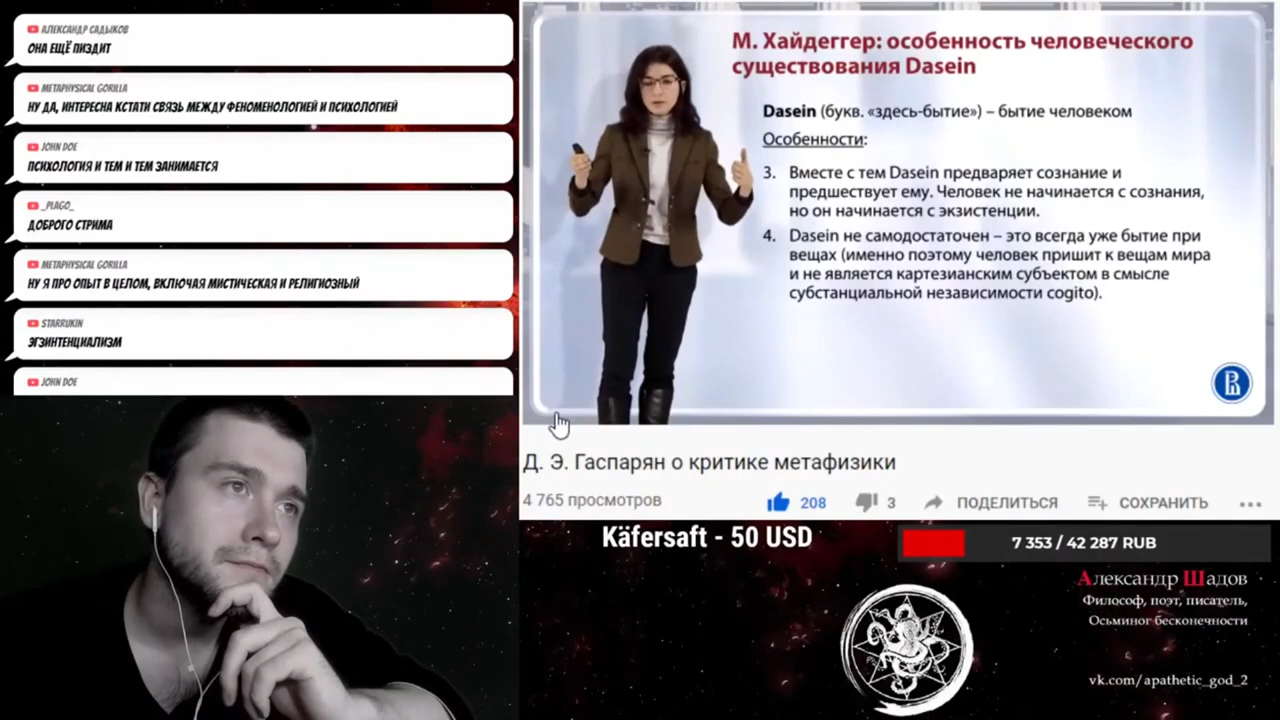 АЛЕКСАНДР САДЫКОВ
ОНА ЕЩЁ ПИЗДИТ
METAPHYSICAL GORILLA
НУ ДА, ИНТЕРЕСНА КСТАТИ СВЯЗЬ МЕЖДУ ФЕНОМЕНОЛОГИЕЙ И ПСИХОЛОГИЕЙ
JOHN DOE
ПСИХОЛОГИЯ И ТЕМ И ТЕМ ЗАНИМАЕТСЯ
_PLAGO_
ДОБРОГО СТРИМА
METAPHYSICAL GORILLA
НУ Я ПРО ОПЫТ В ЦЕЛОМ, ВКЛЮЧАЯ МИСТИЧЕСКАЯ И РЕЛИГИОЗНЫЙ
STARRUKIN
ЭГЗИНТЕНЦИАЛИЗМ
JOHN DOE
М. Хайдеггер: особенность человеческого
существования Dasein
Dasein (букв. «здесь-бытие») – бытие человеком
Особенности:
3. Вместе с тем Dasein предваряет сознание и
предшествует ему. Человек не начинается с сознания,
но он начинается с экзистенции.
4. Dasein не самодостаточен – это всегда уже бытие при
вещах (именно поэтому человек пришит к вещам мира
и не является картезианским субъектом в смысле
субстанциальной независимости cogito).
Д. Э. Гаспарян о критике метафизики
4 765 просмотров
208
3
ПОДЕЛИТЬСЯ
СОХРАНИТЬ
Käfersaft - 50 USD
7 353 / 42 287 RUB
Александр Шадов
Философ, поэт, писатель,
Осьминог бесконечности
vk.com/apathetic_god_2